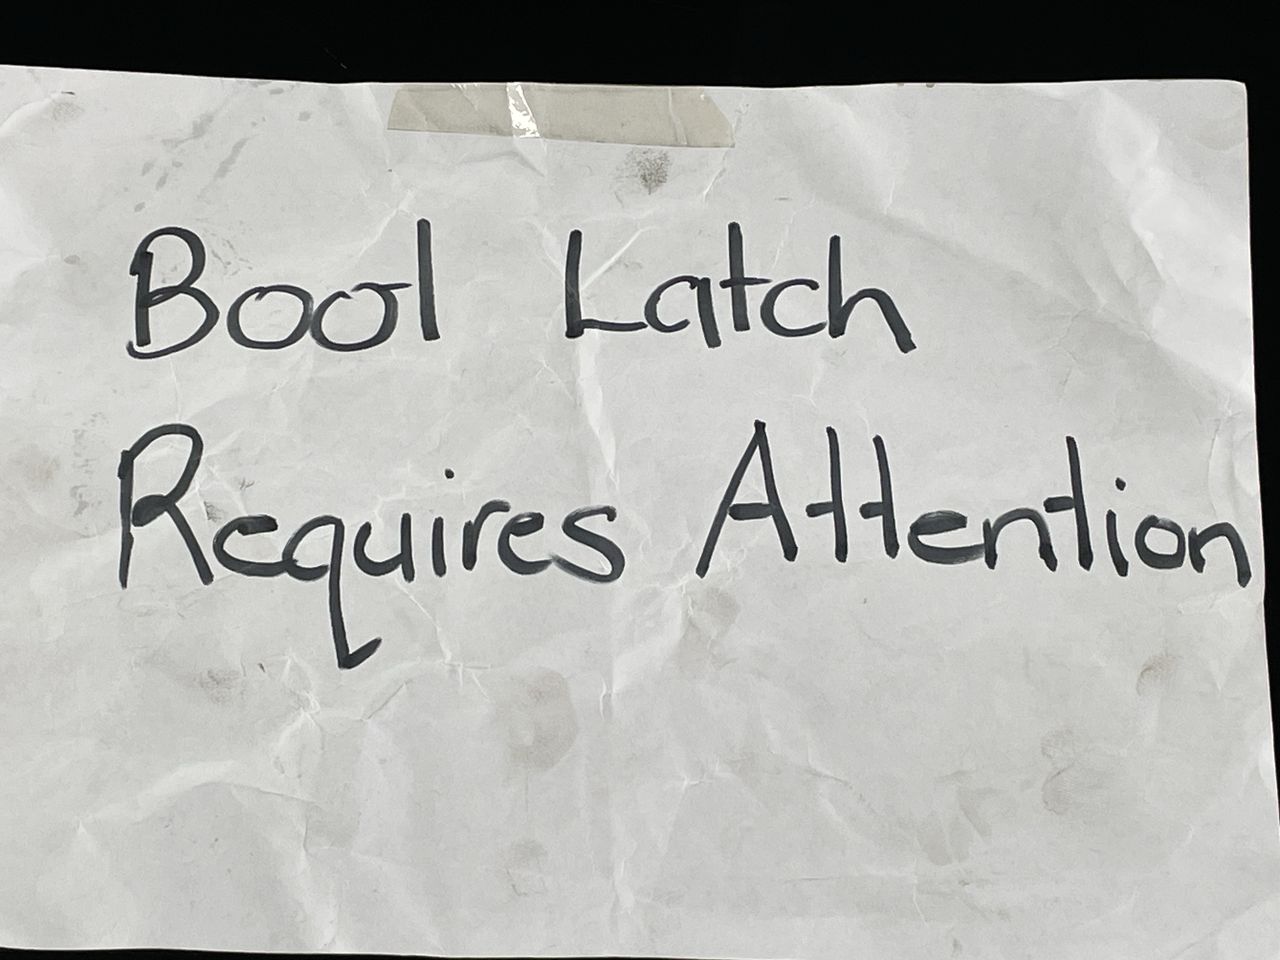 Bool Latch
Requires Attention